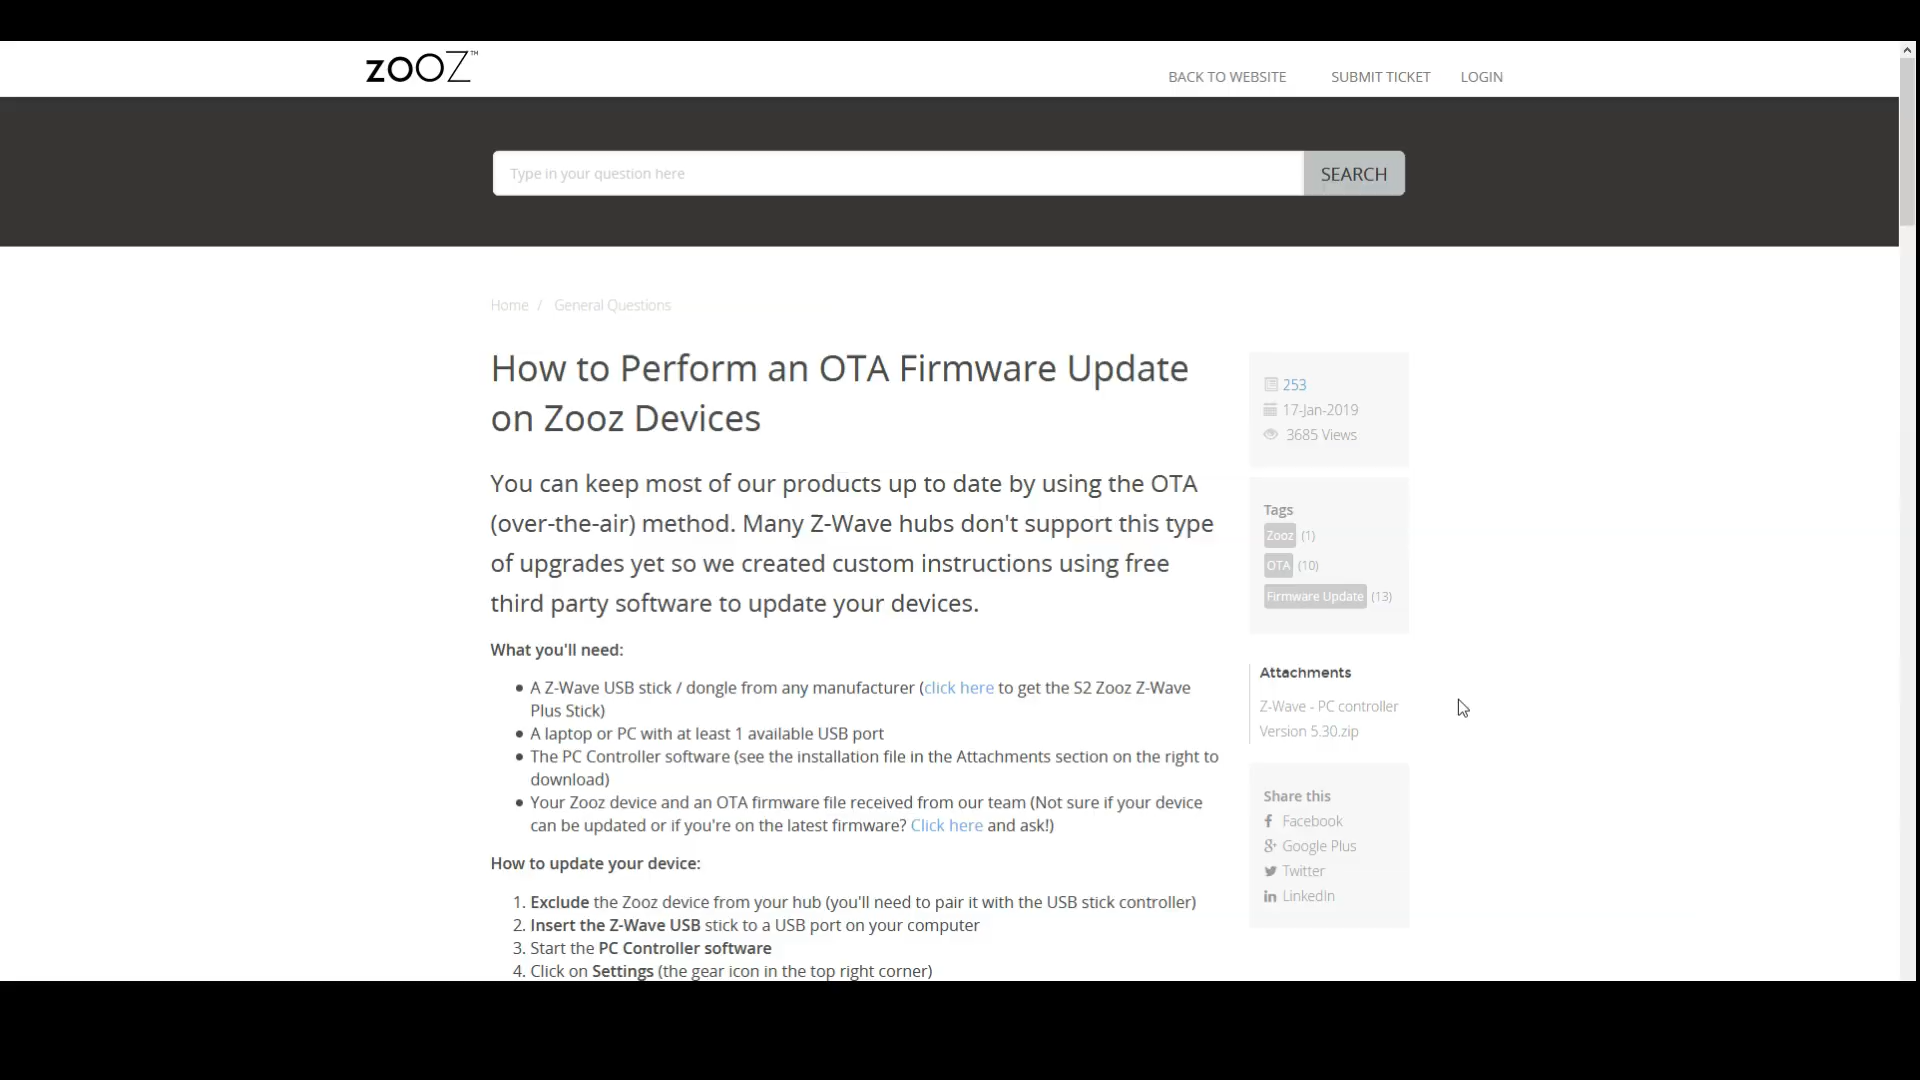 zooZ™
BACK TO WEBSITE
SUBMIT TICKET
LOGIN
Type in your question here
SEARCH
Home / General Questions
How to Perform an OTA Firmware Update
on Zooz Devices
You can keep most of our products up to date by using the OTA
(over-the-air) method. Many Z-Wave hubs don't support this type
of upgrades yet so we created custom instructions using free
third party software to update your devices.
What you'll need:
• A Z-Wave USB stick / dongle from any manufacturer (click here to get the S2 Zooz Z-Wave
Plus Stick)
• A laptop or PC with at least 1 available USB port
• The PC Controller software (see the installation file in the Attachments section on the right to
download)
• Your Zooz device and an OTA firmware file received from our team (Not sure if your device
can be updated or if you're on the latest firmware? Click here and ask!)
How to update your device:
1. Exclude the Zooz device from your hub (you'll need to pair it with the USB stick controller)
2. Insert the Z-Wave USB stick to a USB port on your computer
3. Start the PC Controller software
4. Click on Settings (the gear icon in the top right corner)
253
17-Jan-2019
3685 Views
Tags
Zooz (1)
OTA (10)
Firmware Update (13)
Attachments
Z-Wave - PC controller
Version 5.30.zip
Share this
Facebook
Google Plus
Twitter
LinkedIn